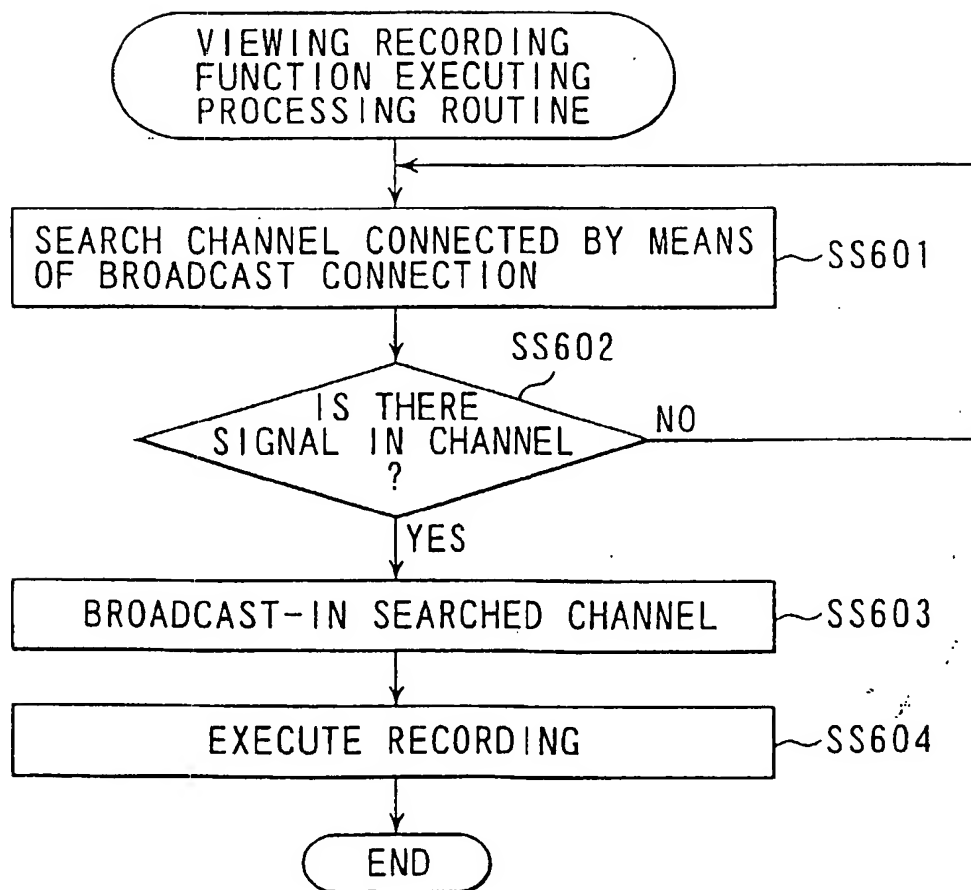 VIEWING RECORDING
FUNCTION EXECUTING
PROCESSING ROUTINE
SEARCH CHANNEL CONNECTED BY MEANS
OF BROADCAST CONNECTION
SS601
SS602
IS THERE
SIGNAL IN CHANNEL
?
NO
YES
BROADCAST-IN SEARCHED CHANNEL
SS603
EXECUTE RECORDING
SS604
END